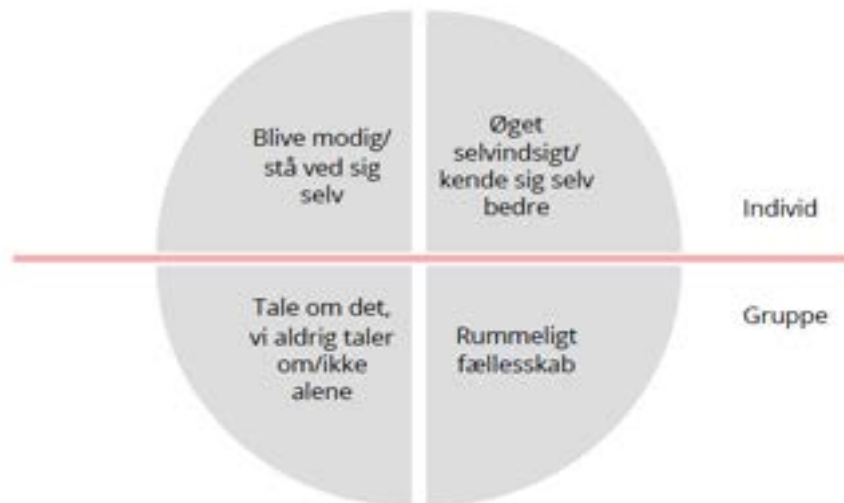 Blive modig/
stå ved sig
selv
Øget
selvindsigt/
kende sig selv
bedre
Individ
Tale om det,
vi aldrig taler
om/ikke
alene
Rummeligt
fællesskab
Gruppe